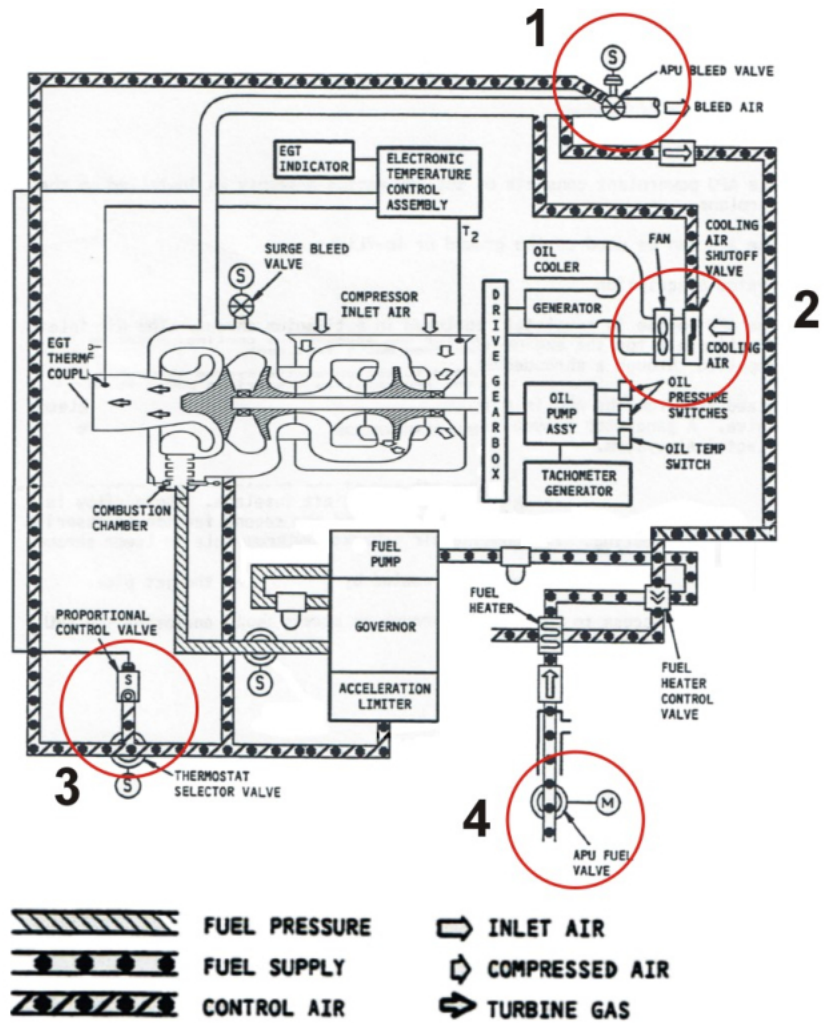 1
S
APU BLEED VALVE
BLEED AIR
EGT
INDICATOR
ELECTRONIC
TEMPERATURE
CONTROL
ASSEMBLY
T2
SURGE BLEED
VALVE
S
COMPRESSOR
INLET AIR
OIL
COOLER
FAN
COOLING
AIR
SHUTOFF
VALVE
2
GENERATOR
DRIVE GEARBOX
COOLING
AIR
EGT
THERM
COUPL
OIL
PUMP
ASSY
OIL
PRESSURE
SWITCHES
OIL TEMP
SWITCH
TACHOMETER
GENERATOR
COMBUSTION
CHAMBER
FUEL
PUMP
GOVERNOR
ACCELERATION
LIMITER
S
PROPORTIONAL
CONTROL VALVE
S
3
THERMOSTAT
SELECTOR VALVE
S
FUEL
HEATER
FUEL
HEATER
CONTROL
VALVE
4
M
APU FUEL
VALVE
FUEL PRESSURE
FUEL SUPPLY
CONTROL AIR
INLET AIR
COMPRESSED AIR
TURBINE GAS